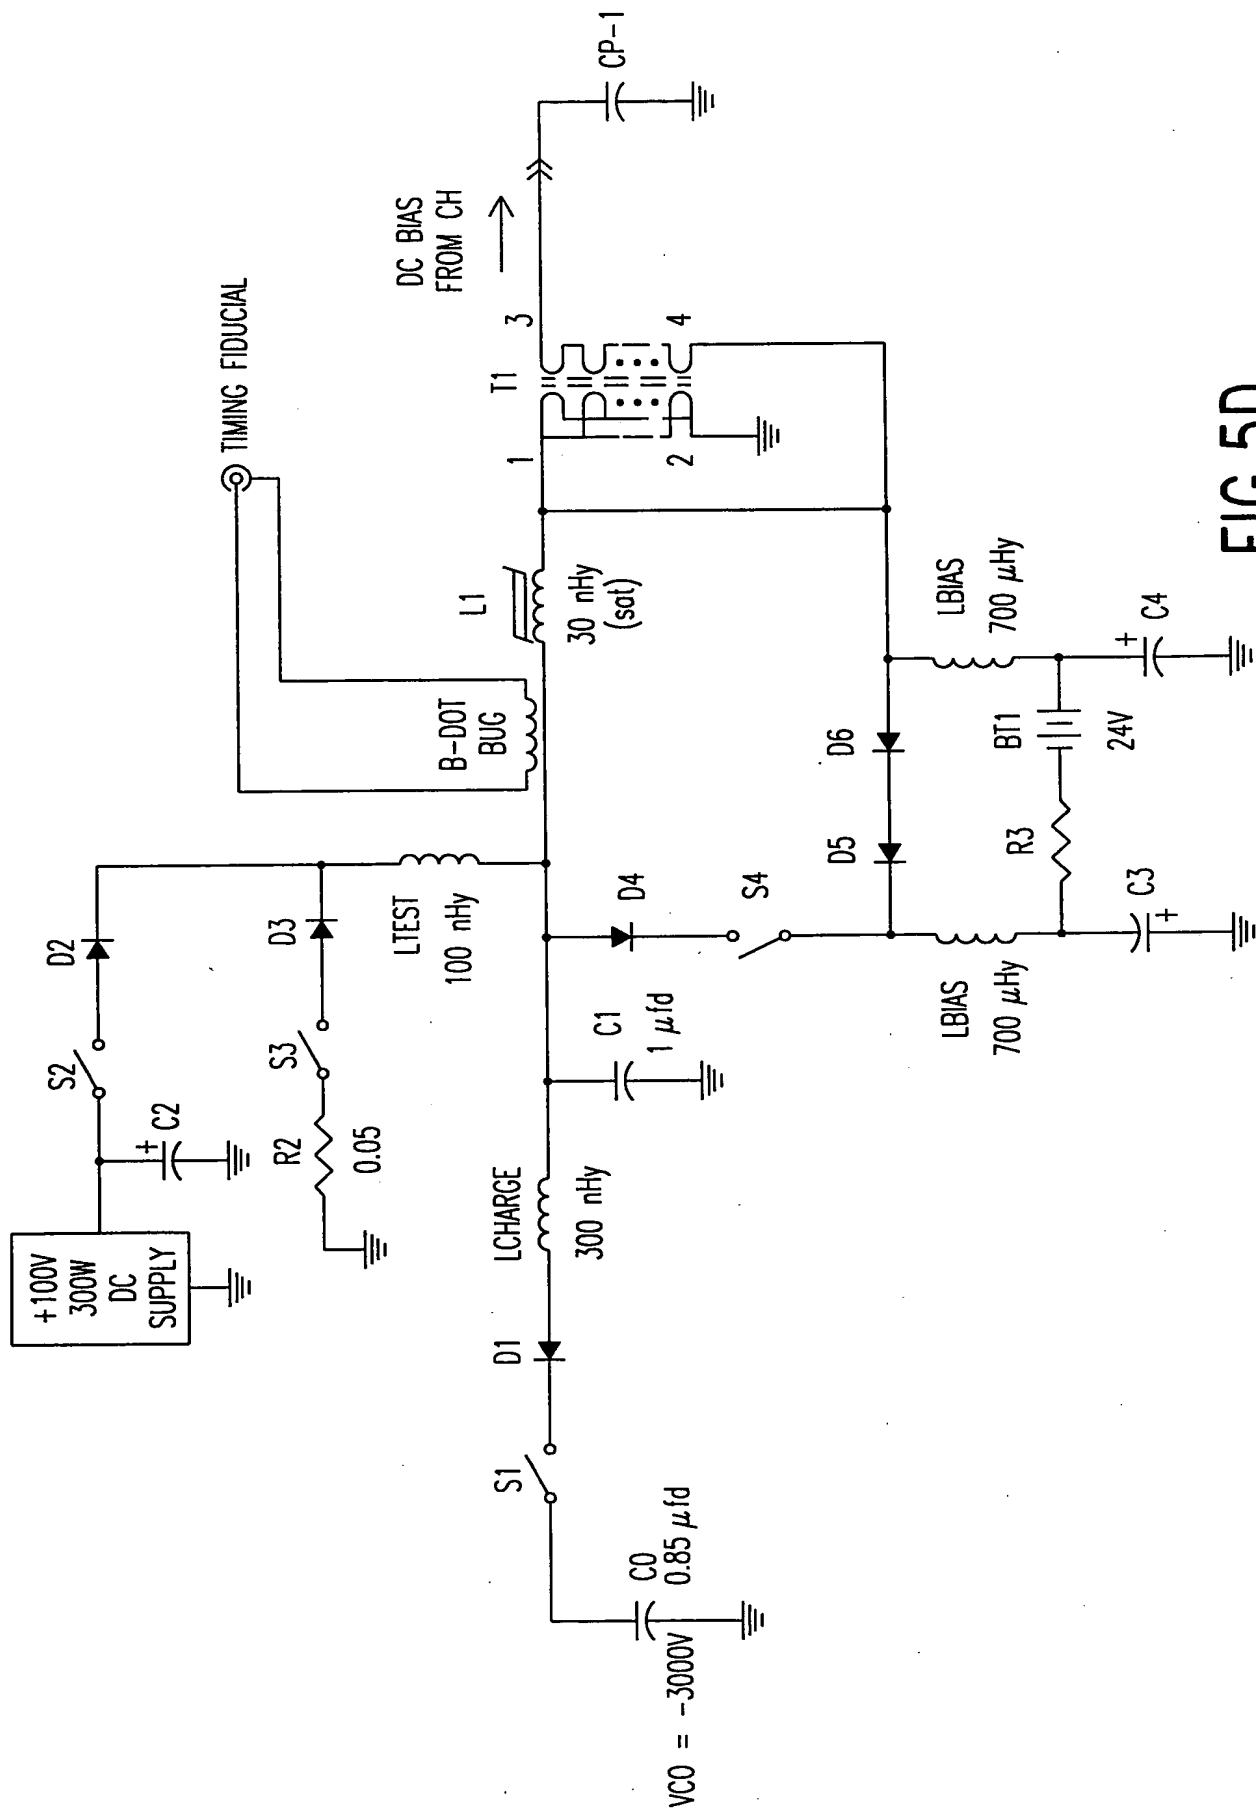 +100V
300W
DC
SUPPLY
S2
D2
C2
+
R2
0.05
S3
D3
LTEST
100 nHy
TIMING FIDUCIAL
B-DOT
BUG
L1
30 nHy
(sat)
T1
1
3
2
4
DC BIAS
FROM CH
CP-1
VCO = -3000V
CO
0.85 µfd
S1
D1
LCHARGE
300 nHy
C1
1 µfd
D4
S4
D5
D6
LBIAS
700 µHy
LBIAS
700 µHy
C3
+
R3
BT1
24V
+
C4
FIG.5D